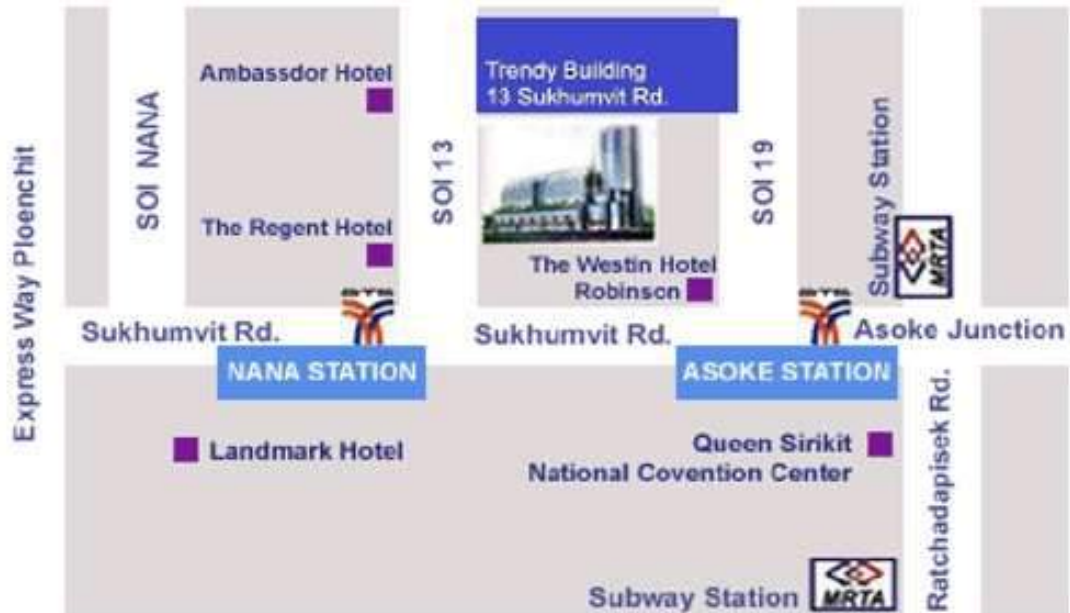 Ambassdor Hotel
Trendy Building
13 Sukhumvit Rd.
Express Way Ploenchit
SOI NANA
SOI 13
SOI 19
Subway Station
MRTA
The Regent Hotel
The Westin Hotel
Robinson
Sukhumvit Rd.
Sukhumvit Rd.
Asoke Junction
NANA STATION
ASOKE STATION
Landmark Hotel
Queen Sirikit
National Covention Center
Ratchadapisek Rd.
Subway Station
MRTA